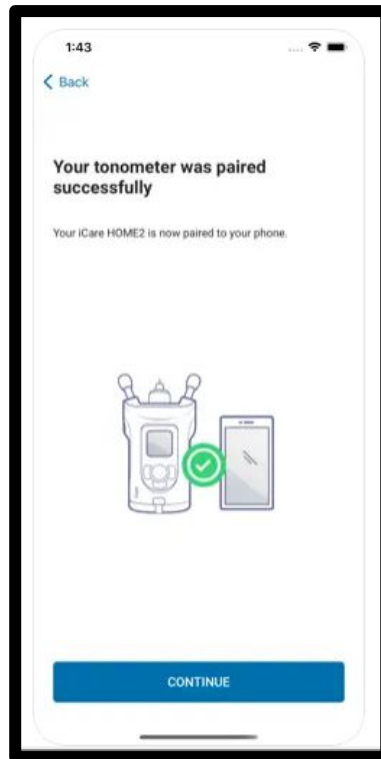 1:43
Back
Your tonometer was paired
successfully
Your iCare HOME2 is now paired to your phone.
CONTINUE